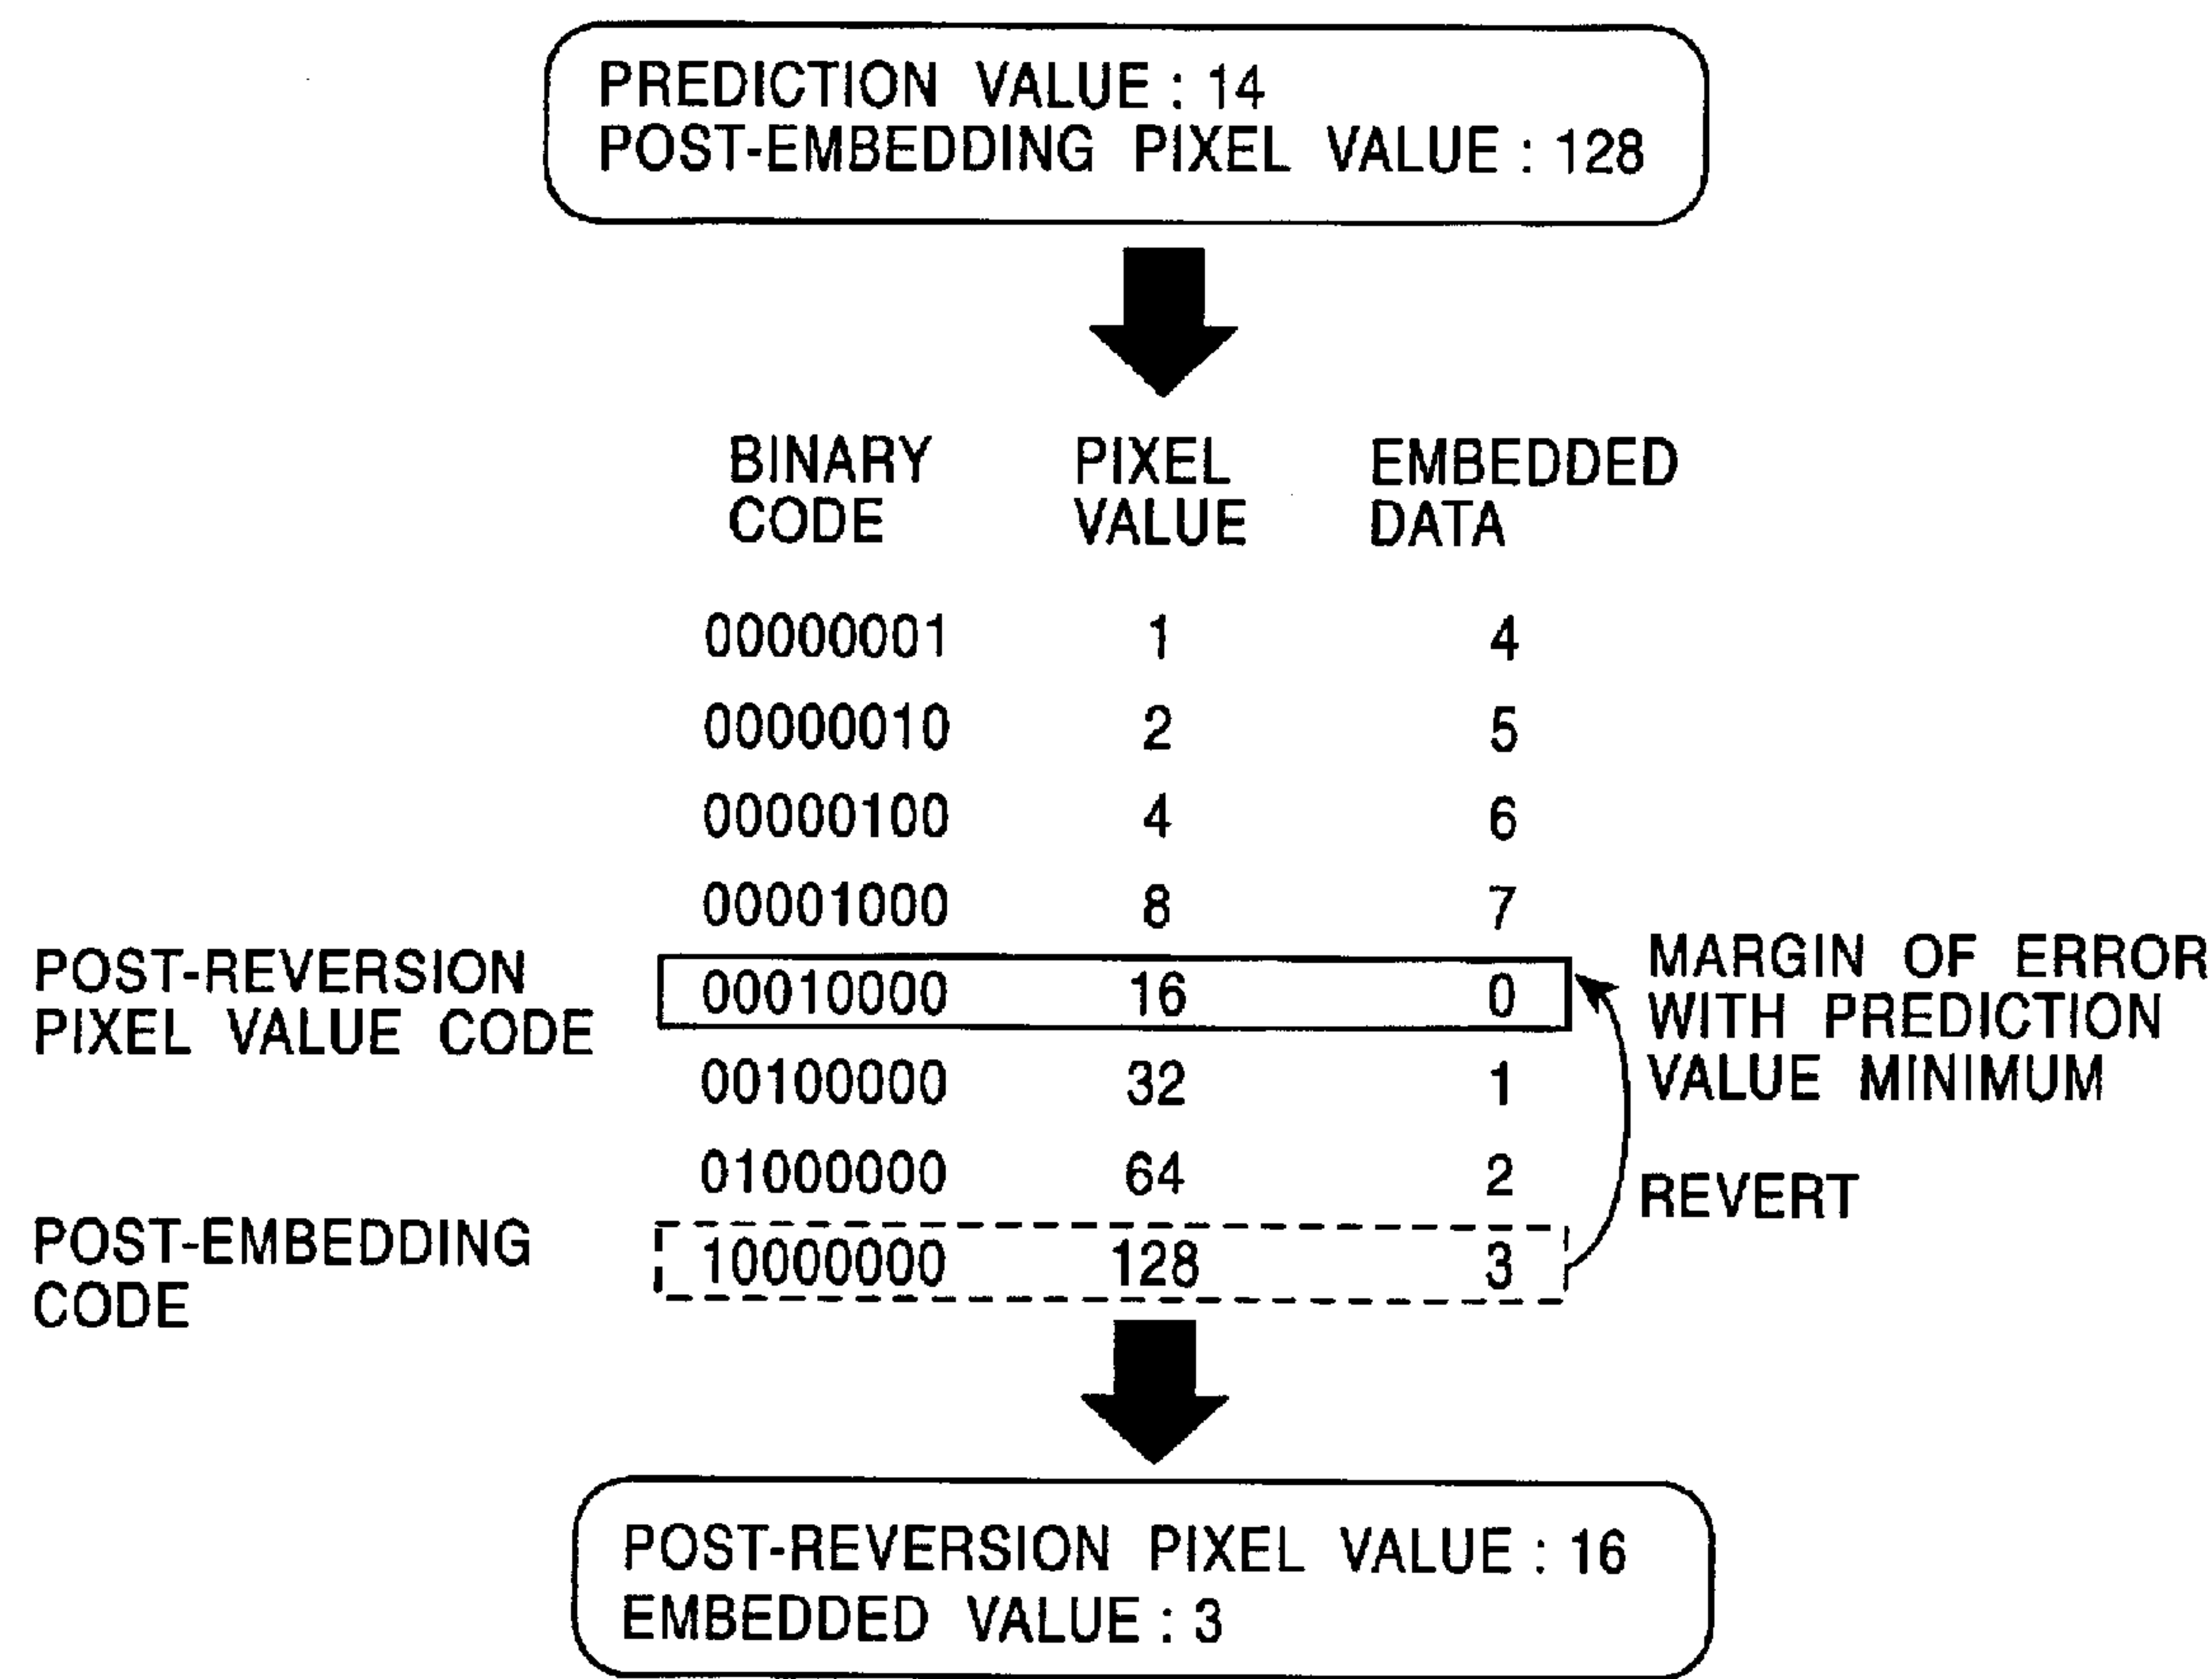 PREDICTION VALUE : 14
POST-EMBEDDING PIXEL VALUE : 128
BINARY CODE
PIXEL VALUE
EMBEDDED DATA
00000001 1 4
00000010 2 5
00000100 4 6
00001000 8 7
POST-REVERSION
PIXEL VALUE CODE
00010000 16 0
MARGIN OF ERROR
WITH PREDICTION
VALUE MINIMUM
00100000 32 1
01000000 64 2
REVERT
POST-EMBEDDING
CODE
10000000 128 3
POST-REVERSION PIXEL VALUE : 16
EMBEDDED VALUE : 3